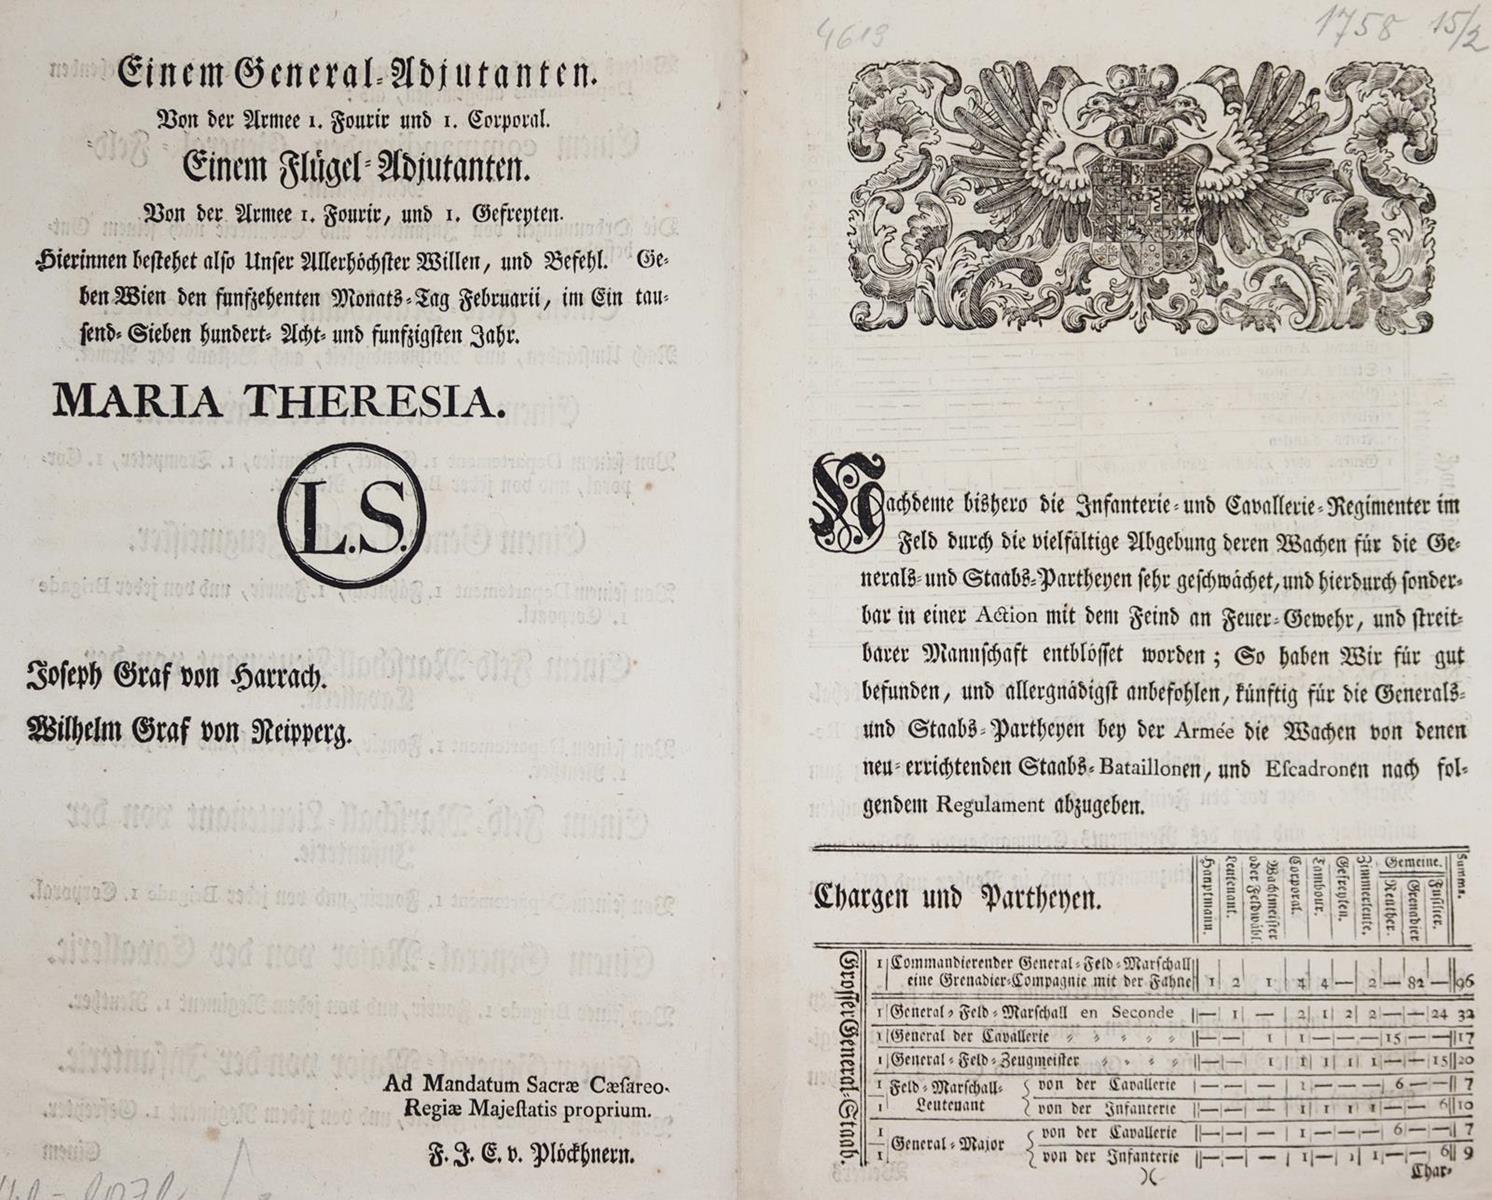 Einem General-Adjutanten.
Von der Armee 1. Fourir und 1. Corporal.
Einem Flügel-Adjutanten.
Von der Armee 1. Fourir, und 1. Gefreyten.
Hierinnen bestehet also Unser Allerhöchster Willen, und Befehl. Ge-
ben Wien den funfzehenten Monats-Tag Februarii, im Ein tau-
send- Sieben hundert- Acht- und funfzigsten Jahr.
MARIA THERESIA.
L.S.
Joseph Graf von Harrach.
Wilhelm Graf von Neipperg.
Ad Mandatum Sacræ Cæsareo-
Regiæ Majestatis proprium.
F. J. E. v. Plöckhnern.
4613
1758 15/2
Nachdeme bishero die Infanterie- und Cavallerie-Regimenter im
Feld durch die vielfältige Abgebung deren Wachen für die Ge-
nerals- und Staabs-Partheyen sehr geschwächet, und hierdurch sonder-
bar in einer Action mit dem Feind an Feuer-Gewehr, und streit-
barer Mannschaft entblösset worden; So haben Wir für gut
befunden, und allergnädigst anbefohlen, künftig für die Generals-
und Staabs-Partheyen bey der Armée die Wachen von denen
neu-errichtenden Staabs-Bataillonen, und Escadronen nach fol-
gendem Regulament abzugeben.
Chargen und Partheyen. Hauptmann. Leutenant. Wachtmeister oder Feldwäbl. Corporal. Tambour. Gefreyten. Zimmerleute. Gemeine. Reuther. Grenadier Fusilier. Summa.
Grosser General-Staab.
1 Commandierender General-Feld-Marschall
eine Grenadier-Compagnie mit der Fahne 1 2 1 4 4 — 2 — 82 — 96
1 General-Feld-Marschall en Seconde — 1 — 2 1 2 2 — — 24 32
1 General der Cavallerie — — 1 1 — — — 15 — — 17
1 General-Feld-Zeugmeister — — 1 1 1 1 1 — — 15 20
1 Feld-Marschall- von der Cavallerie — — — 1 — — — 6 — — 7
1 Leutenant von der Infanterie — — — 1 1 1 1 — — 6 10
1 General-Major von der Cavallerie — — — 1 — — — 6 — — 7
1 von der Infanterie — — — 1 — 1 1 — — 6 9
)( Char-